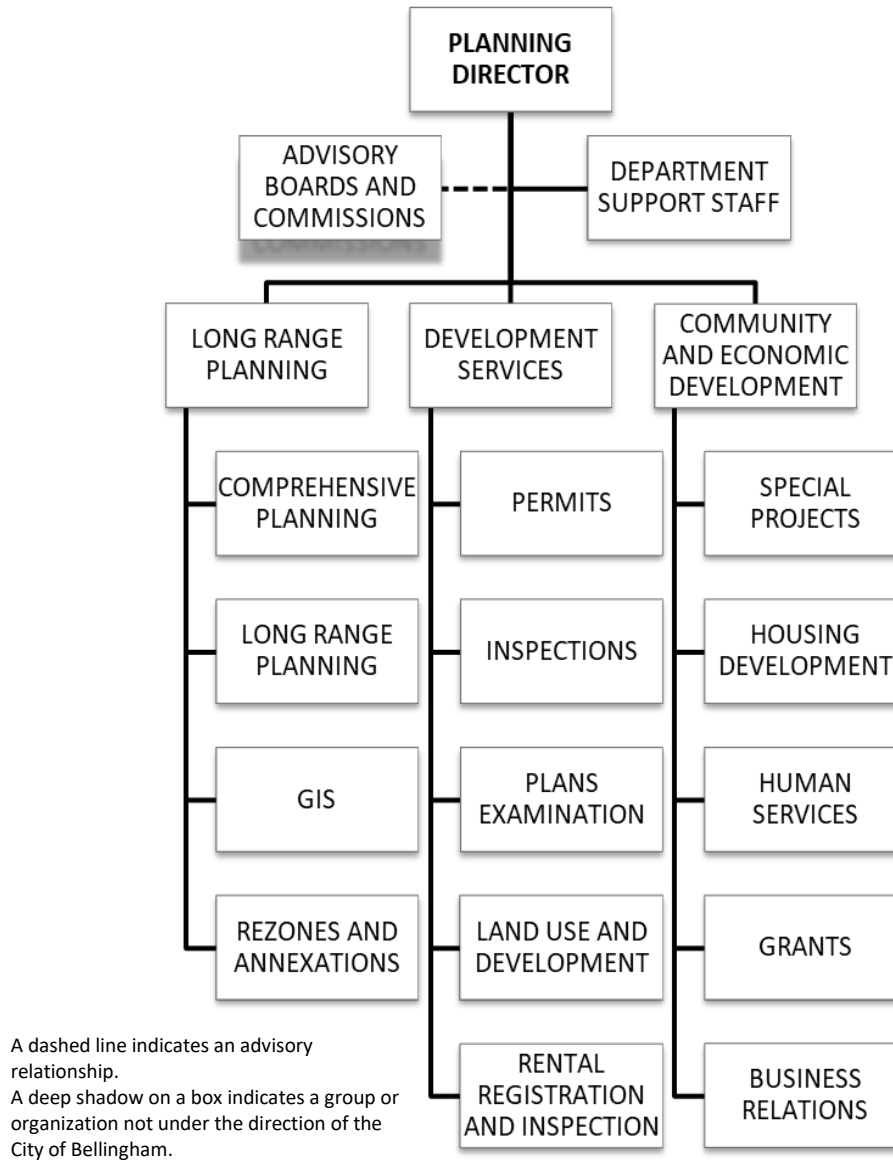 PLANNING
DIRECTOR
ADVISORY
BOARDS AND
COMMISSIONS
DEPARTMENT
SUPPORT STAFF
LONG RANGE
PLANNING
DEVELOPMENT
SERVICES
COMMUNITY
AND ECONOMIC
DEVELOPMENT
COMPREHENSIVE
PLANNING
LONG RANGE
PLANNING
GIS
REZONES AND
ANNEXATIONS
PERMITS
INSPECTIONS
PLANS
EXAMINATION
LAND USE AND
DEVELOPMENT
RENTAL
REGISTRATION
AND INSPECTION
SPECIAL
PROJECTS
HOUSING
DEVELOPMENT
HUMAN
SERVICES
GRANTS
BUSINESS
RELATIONS
A dashed line indicates an advisory
relationship.
A deep shadow on a box indicates a group or
organization not under the direction of the
City of Bellingham.